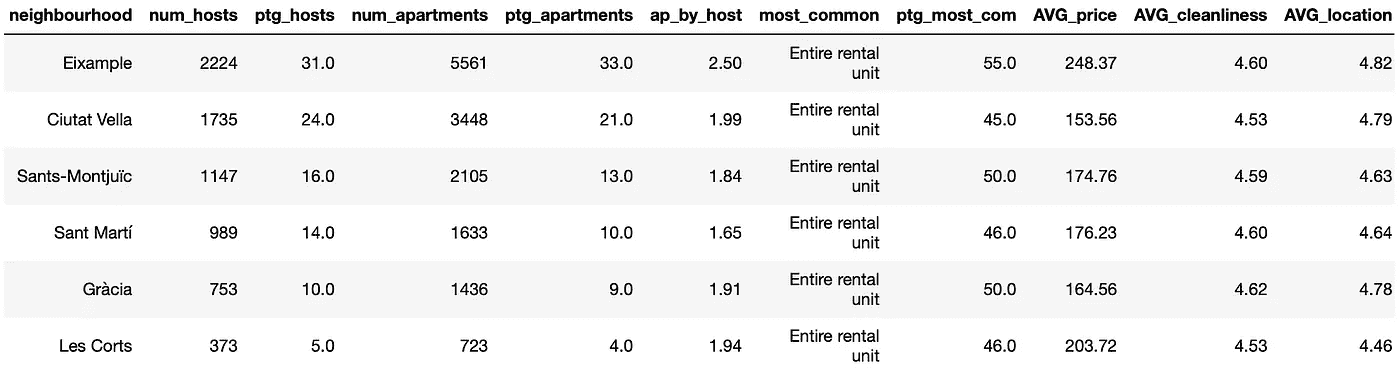 neighbourhood num_hosts ptg_hosts num_apartments ptg_apartments ap_by_host most_common ptg_most_com AVG_price AVG_cleanliness AVG_location
Eixample 2224 31.0 5561 33.0 2.50 Entire rental unit 55.0 248.37 4.60 4.82
Ciutat Vella 1735 24.0 3448 21.0 1.99 Entire rental unit 45.0 153.56 4.53 4.79
Sants-Montjuïc 1147 16.0 2105 13.0 1.84 Entire rental unit 50.0 174.76 4.59 4.63
Sant Martí 989 14.0 1633 10.0 1.65 Entire rental unit 46.0 176.23 4.60 4.64
Gràcia 753 10.0 1436 9.0 1.91 Entire rental unit 50.0 164.56 4.62 4.78
Les Corts 373 5.0 723 4.0 1.94 Entire rental unit 46.0 203.72 4.53 4.46